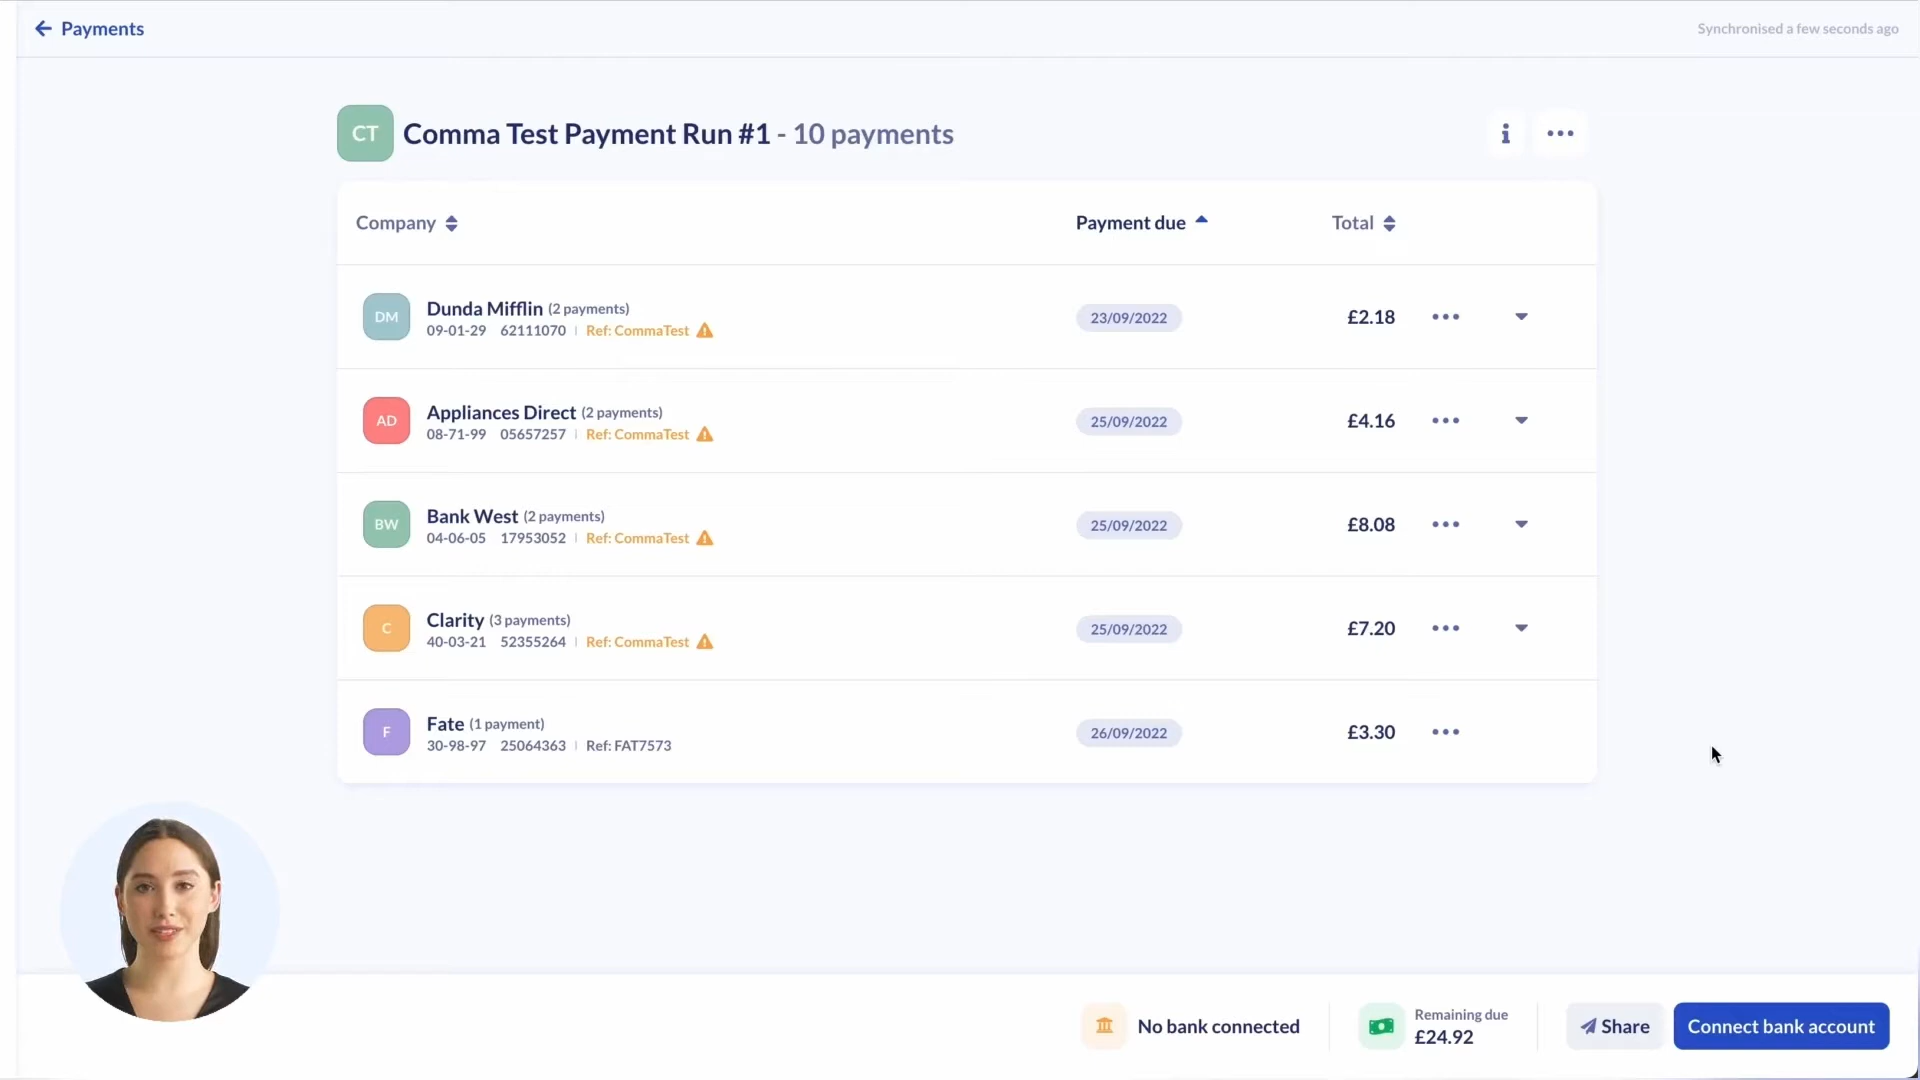 Payments
Synchronised a few seconds ago
CT Comma Test Payment Run #1 - 10 payments
Company Payment due Total
DM Dunda Mifflin (2 payments) 23/09/2022 £2.18
09-01-29 62111070 Ref: CommaTest
AD Appliances Direct (2 payments) 25/09/2022 £4.16
08-71-99 05657257 Ref: CommaTest
BW Bank West (2 payments) 25/09/2022 £8.08
04-06-05 17953052 Ref: CommaTest
C Clarity (3 payments) 25/09/2022 £7.20
40-03-21 52355264 Ref: CommaTest
F Fate (1 payment) 26/09/2022 £3.30
30-98-97 25064363 Ref: FAT7573
No bank connected
Remaining due
£24.92
Share
Connect bank account